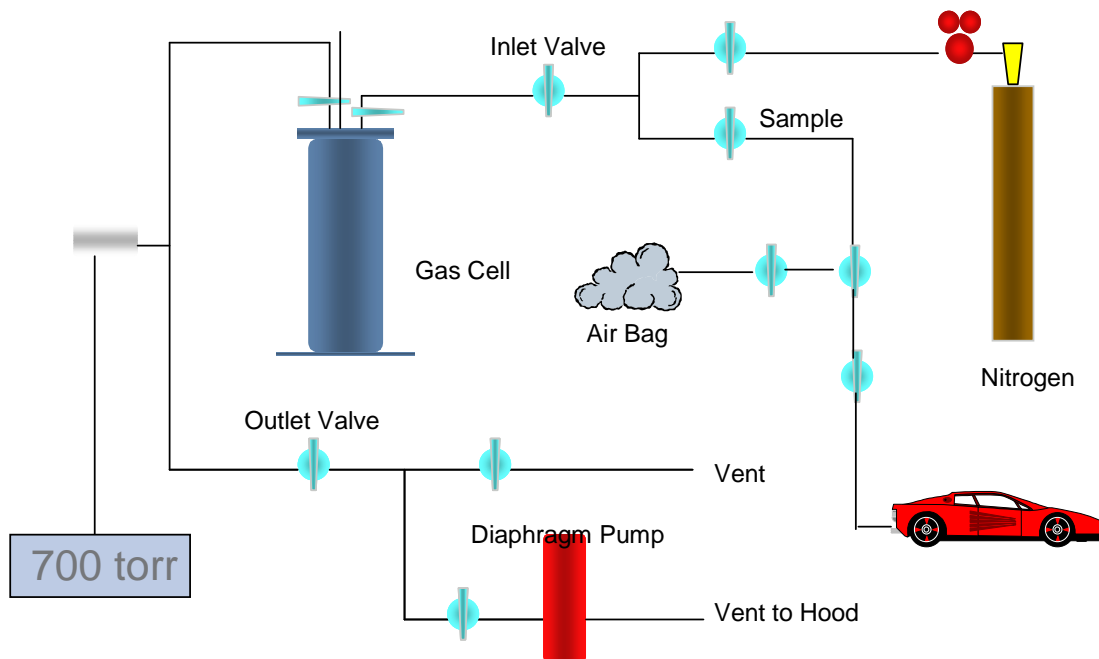 Inlet Valve
Sample
Gas Cell
Air Bag
Nitrogen
Outlet Valve
Vent
Diaphragm Pump
700 torr
Vent to Hood